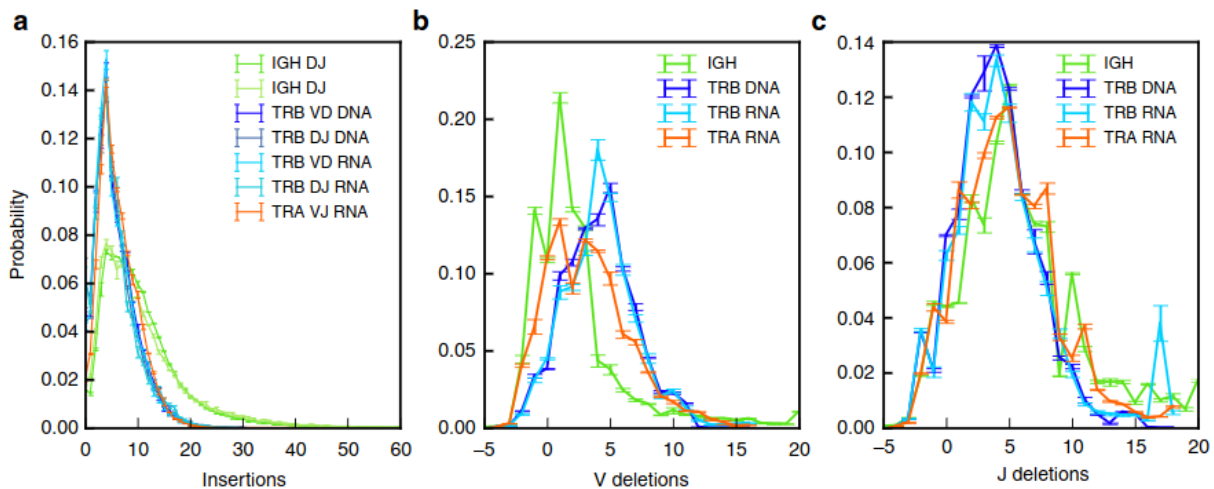 a
0.16
0.14
0.12
0.10
0.08
0.06
0.04
0.02
0.00
Probability
0
10
20
30
40
50
60
Insertions
IGH DJ
IGH DJ
TRB VD DNA
TRB DJ DNA
TRB VD RNA
TRB DJ RNA
TRA VJ RNA
b
0.25
0.20
0.15
0.10
0.05
0.00
−5
0
5
10
15
20
V deletions
IGH
TRB DNA
TRB RNA
TRA RNA
c
0.14
0.12
0.10
0.08
0.06
0.04
0.02
0.00
−5
0
5
10
15
20
J deletions
IGH
TRB DNA
TRB RNA
TRA RNA